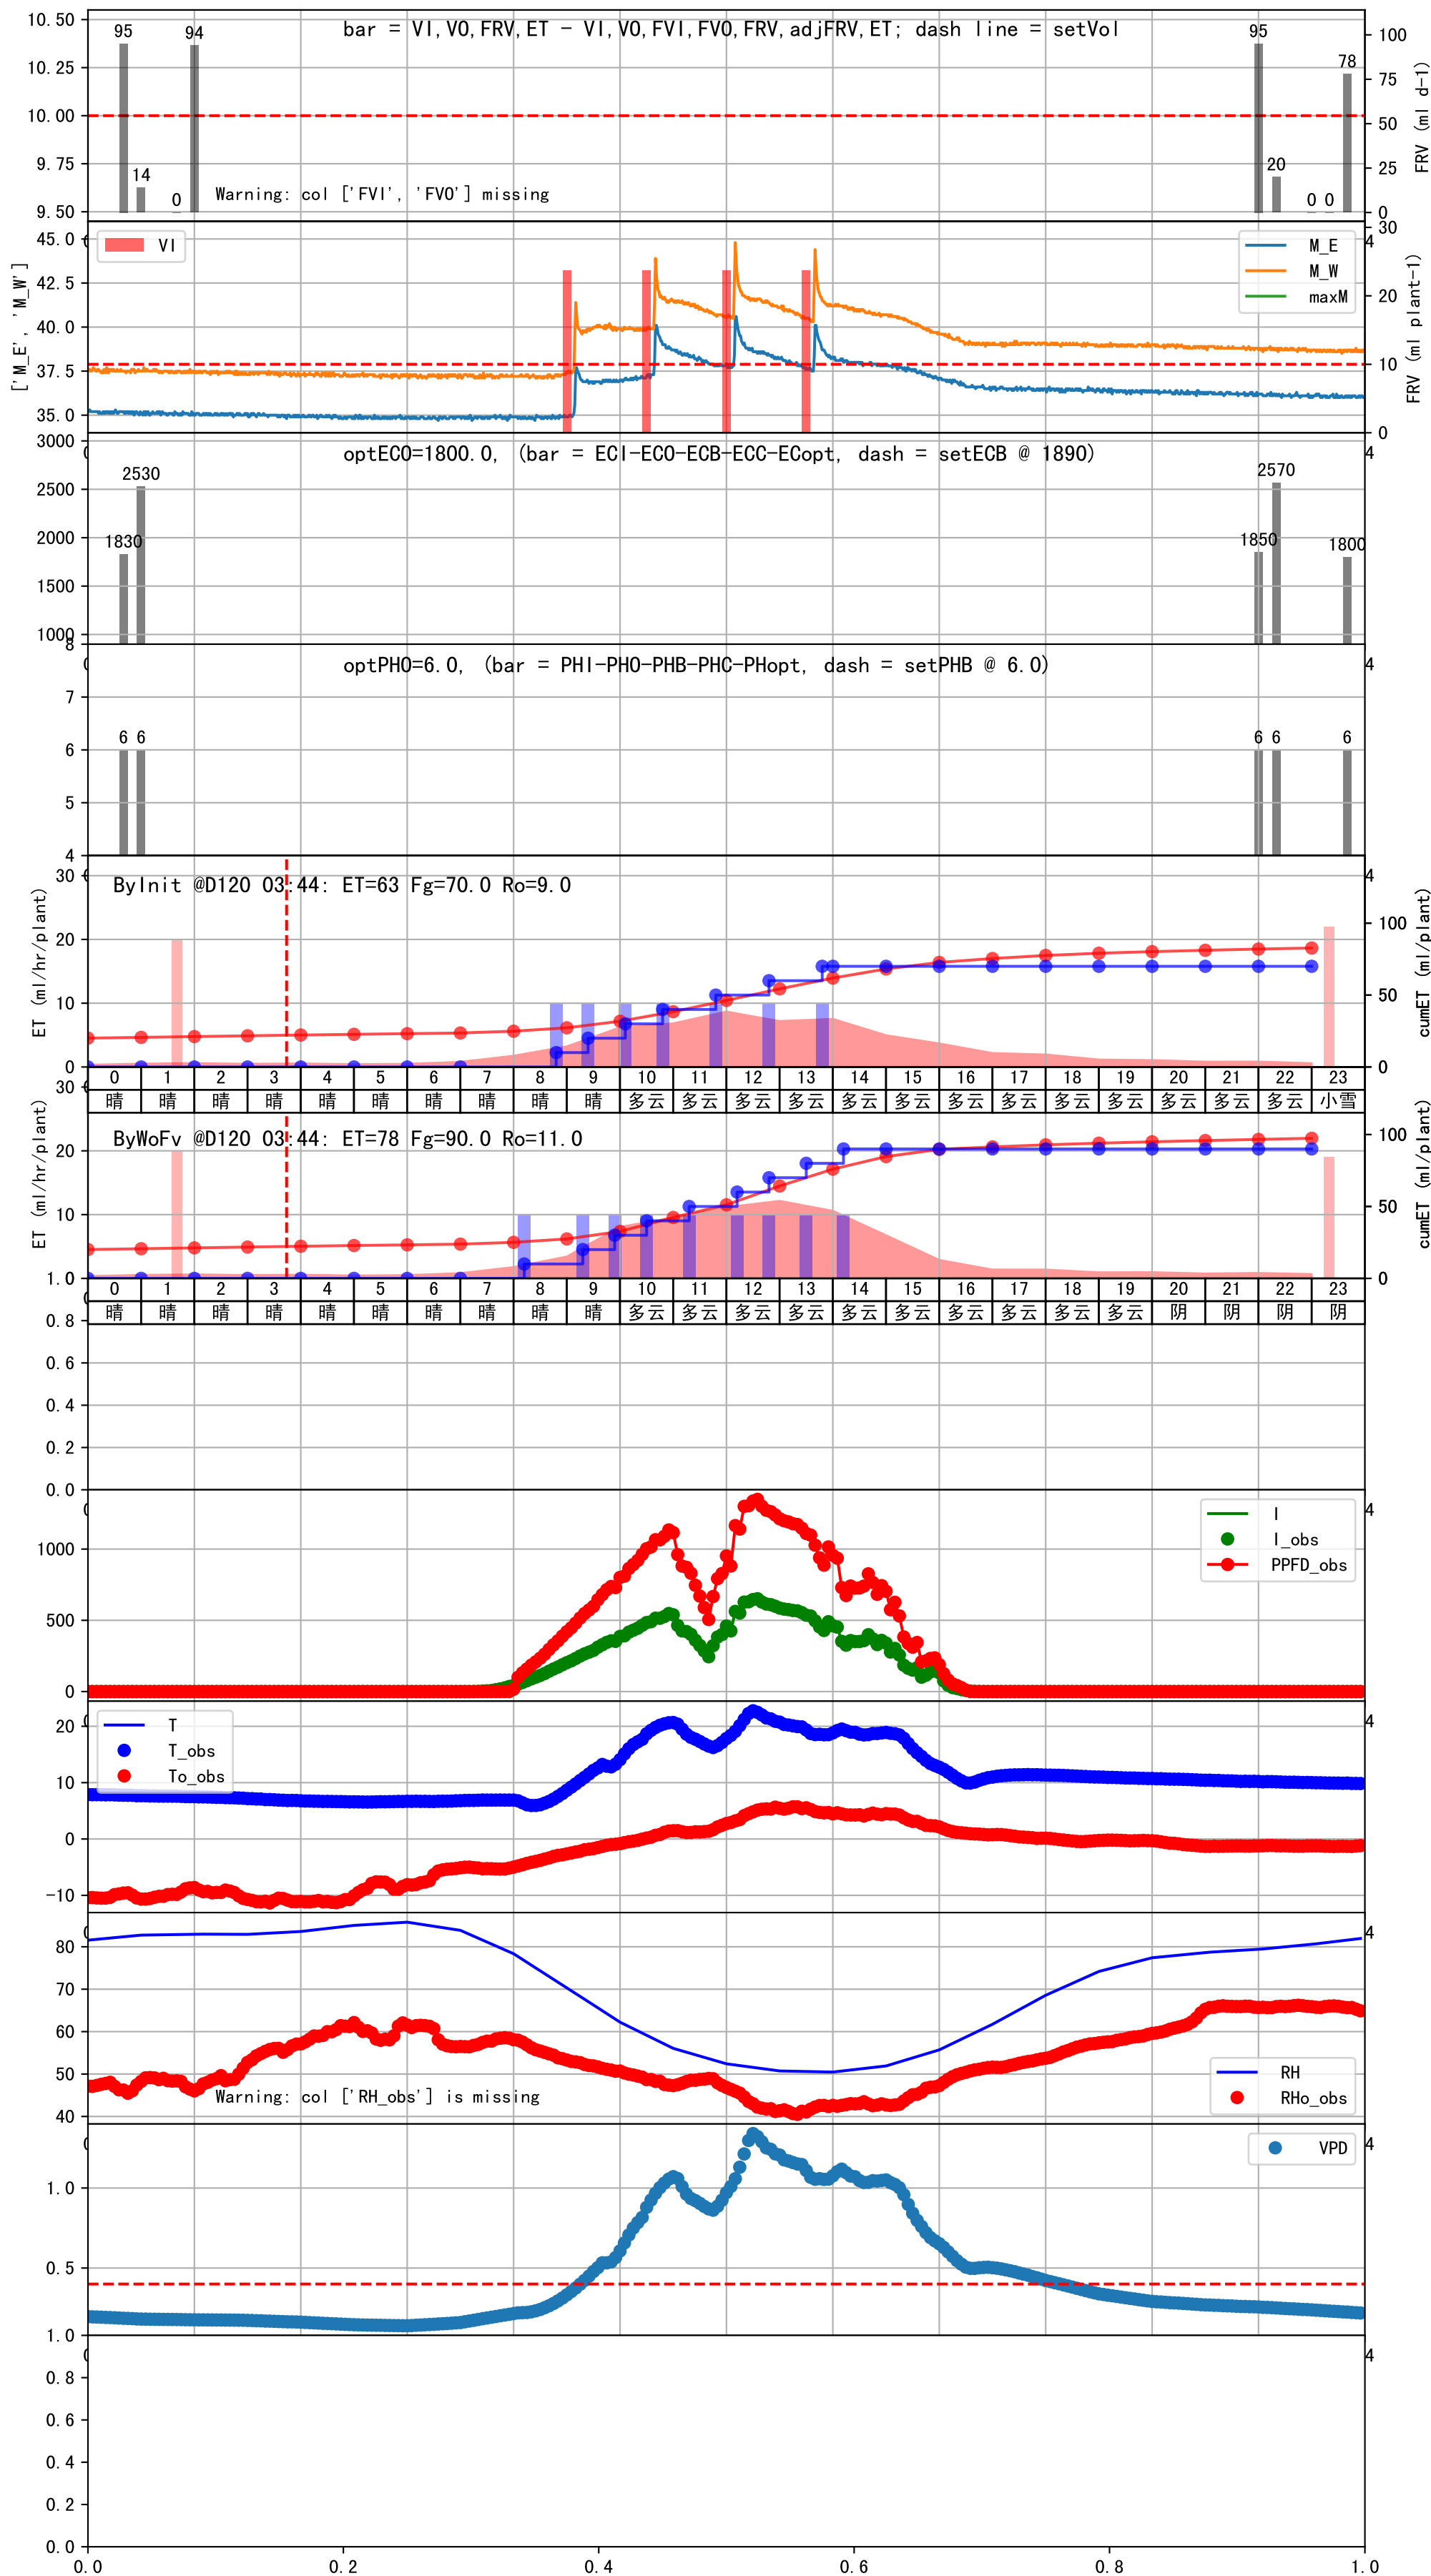 bar = VI,VO,FRV,ET - VI,VO,FVI,FVO,FRV,adjFRV,ET; dash line = setVol
10.50
10.25
10.00
9.75
9.50
95
14
0
94
95
20
0 0
78
100
75
50
25
0
FRV (ml d-1)
Warning: col ['FVI', 'FVO'] missing
45.0
42.5
40.0
37.5
35.0
['M_E', 'M_W']
VI
M_E
M_W
maxM
30
20
10
0
FRV (ml plant-1)
4
optECO=1800.0, (bar = ECI-ECO-ECB-ECC-ECopt, dash = setECB @ 1890)
3000
2500
2000
1500
1000
1830
2530
1850
2570
1800
4
optPHO=6.0, (bar = PHI-PHO-PHB-PHC-PHopt, dash = setPHB @ 6.0)
8
7
6
5
4
6 6
6 6
6
4
ByInit @D120 03:44: ET=63 Fg=70.0 Ro=9.0
30
20
10
0
ET (ml/hr/plant)
100
50
0
cumET (ml/plant)
4
0 1 2 3 4 5 6 7 8 9 10 11 12 13 14 15 16 17 18 19 20 21 22 23
晴 晴 晴 晴 晴 晴 晴 晴 晴 晴 多云 多云 多云 多云 多云 多云 多云 多云 多云 多云 多云 多云 多云 小雪
ByWoFv @D120 03:44: ET=78 Fg=90.0 Ro=11.0
30
20
10
ET (ml/hr/plant)
100
50
0
cumET (ml/plant)
0 1 2 3 4 5 6 7 8 9 10 11 12 13 14 15 16 17 18 19 20 21 22 23
晴 晴 晴 晴 晴 晴 晴 晴 晴 晴 多云 多云 多云 多云 多云 多云 多云 多云 多云 多云 阴 阴 阴 阴
1.0
0.8
0.6
0.4
0.2
0.0
1000
500
0
I
I_obs
PPFD_obs
4
20
10
0
-10
T
T_obs
To_obs
4
80
70
60
50
40
Warning: col ['RH_obs'] is missing
RH
RHo_obs
4
1.0
0.5
VPD
4
1.0
0.8
0.6
0.4
0.2
0.0
4
0.0 0.2 0.4 0.6 0.8 1.0